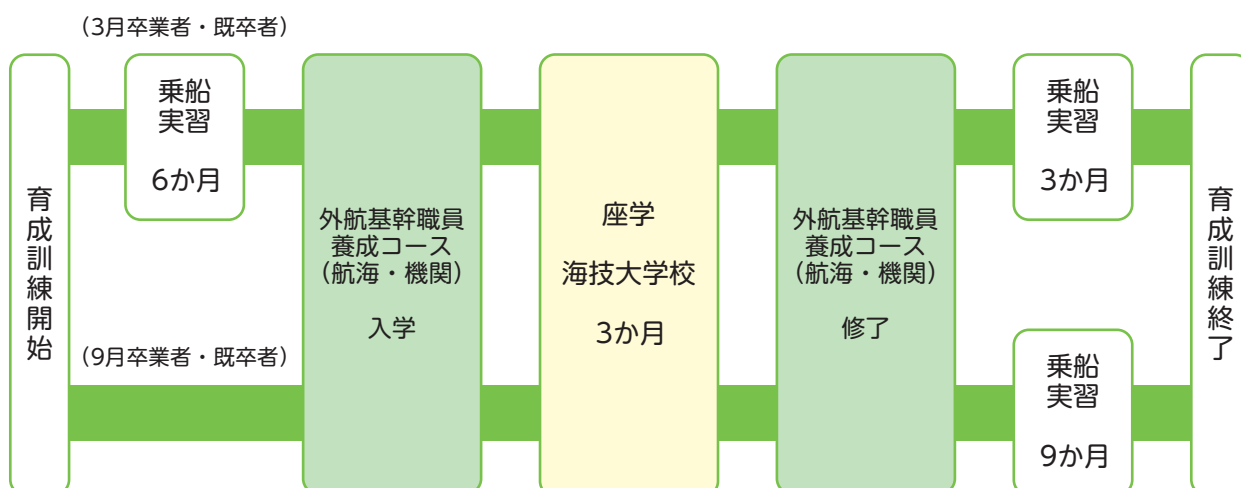 (3月卒業者・既卒者)
育成訓練開始
乗船
実習
6か月
外航基幹職員
養成コース
(航海・機関)
入学
座学
海技大学校
3か月
外航基幹職員
養成コース
(航海・機関)
修了
乗船
実習
3か月
育成訓練終了
(9月卒業者・既卒者)
乗船
実習
9か月